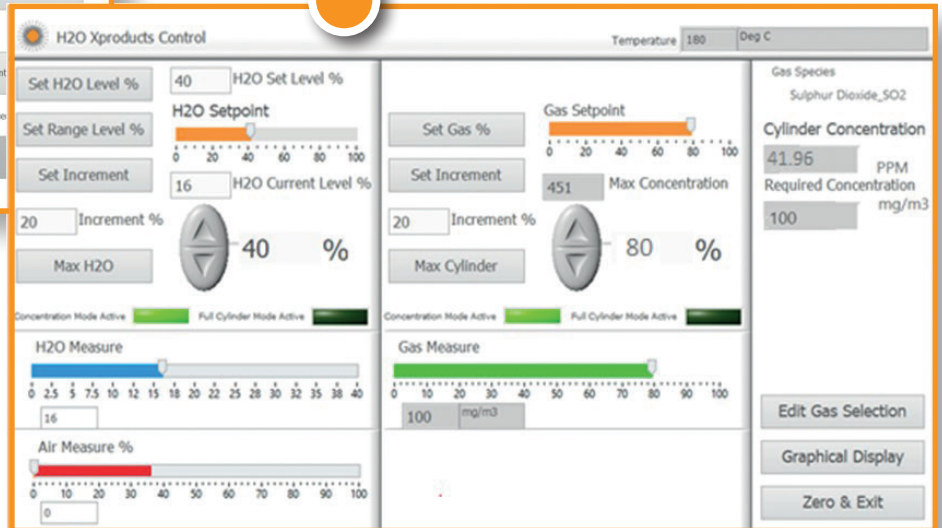 H2O Xproducts Control
Temperature 180 Deg C
Set H2O Level %
40 H2O Set Level %
H2O Setpoint
0 20 40 60 80 100
Set Range Level %
Set Increment
16 H2O Current Level %
20 Increment %
40 %
Max H2O
Concentration Mode Active Full Cylinder Mode Active
Gas Setpoint
0 20 40 60 80 100
Set Gas %
Set Increment
451 Max Concentration
20 Increment %
80 %
Max Cylinder
Concentration Mode Active Full Cylinder Mode Active
Gas Species
Sulphur Dioxide_SO2
Cylinder Concentration
41.96 PPM
Required Concentration
100 mg/m3
H2O Measure
0 2.5 5 7.5 10 12 15 18 20 22 25 28 30 32 35 38 40
16
Gas Measure
0 10 20 30 40 50 60 70 80 90 100
100 mg/m3
Air Measure %
0 10 20 30 40 50 60 70 80 90 100
0
Edit Gas Selection
Graphical Display
Zero & Exit